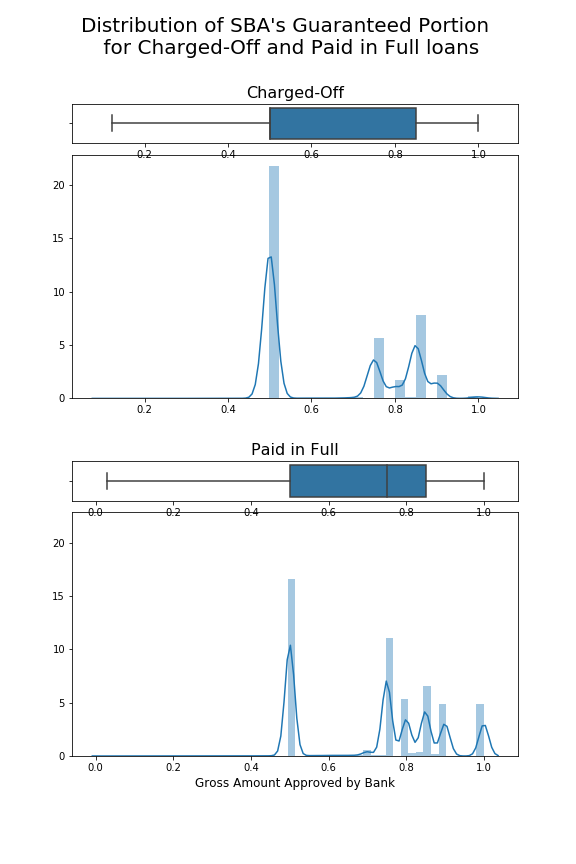 Distribution of SBA's Guaranteed Portion
for Charged-Off and Paid in Full loans
Charged-Off
0.2 0.4 0.6 0.8 1.0
20
15
10
5
0
0.2 0.4 0.6 0.8 1.0
Paid in Full
0.0 0.2 0.4 0.6 0.8 1.0
20
15
10
5
0
0.0 0.2 0.4 0.6 0.8 1.0
Gross Amount Approved by Bank